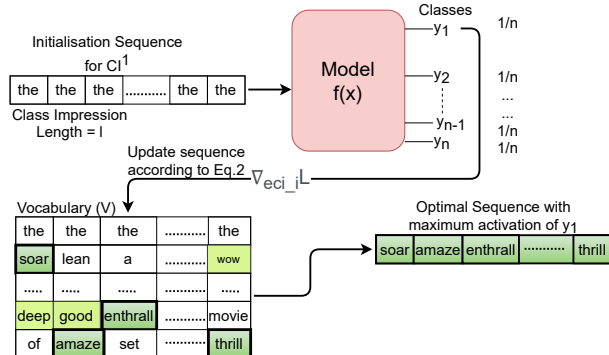 Classes
Initialisation Sequence
for CI¹
the the the ........... the the
Class Impression
Length = l
Model
f(x)
y₁ 1/n
y₂ 1/n
...
...
yₙ₋₁ 1/n
yₙ 1/n
Update sequence
according to Eq.2
∇eci_iL
Vocabulary (V)
the the the ........... the
soar lean a ........... wow
..... ..... ..... ...........
deep good enthrall ........... movie
of amaze set ........... thrill
Optimal Sequence with
maximum activation of y₁
soar amaze enthrall ........... thrill